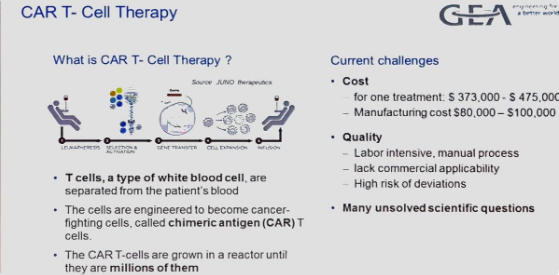 CAR T- Cell Therapy
GEA
engineering for
a better world
What is CAR T- Cell Therapy ?
Source JUNO therapeutics
LEUKAPHERESIS
SELECTION &
ACTIVATION
GENE TRANSFER
CELL EXPANSION
INFUSION
• T cells, a type of white blood cell, are
separated from the patient's blood
• The cells are engineered to become cancer-
fighting cells, called chimeric antigen (CAR) T
cells.
• The CAR T-cells are grown in a reactor until
they are millions of them
Current challenges
• Cost
– for one treatment: $ 373,000 - $ 475,000
– Manufacturing cost $80,000 – $100,000
• Quality
– Labor intensive, manual process
– lack commercial applicability
– High risk of deviations
• Many unsolved scientific questions